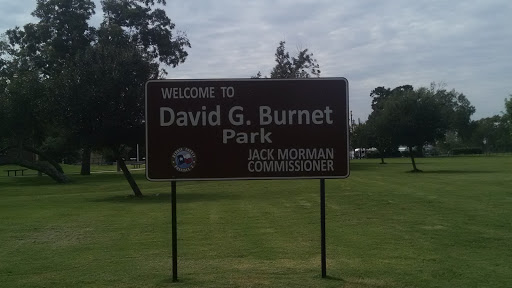 WELCOME TO
David G. Burnet
Park
JACK MORMAN
COMMISSIONER